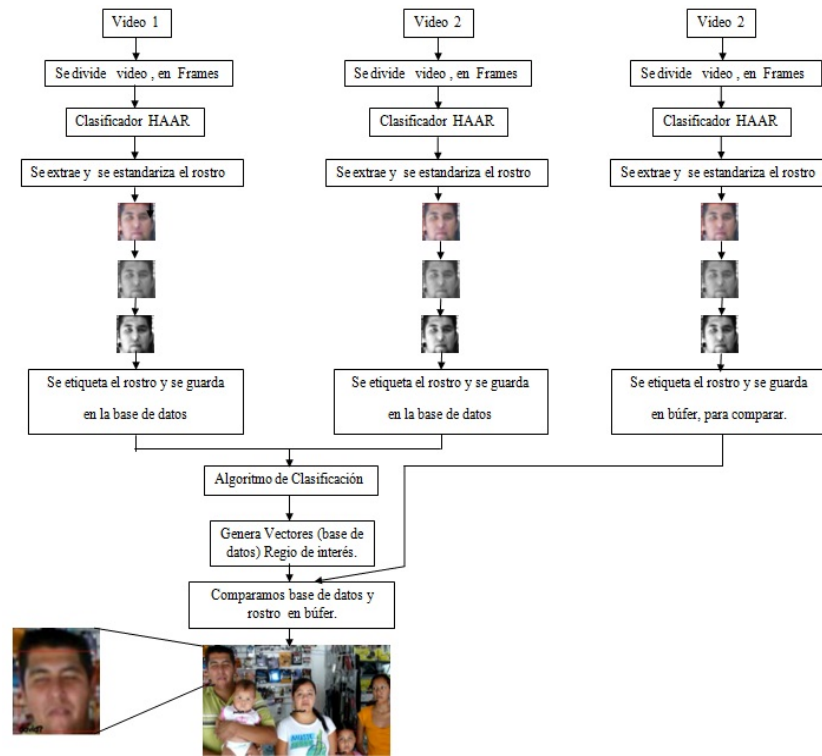 Video 1
Se divide video , en Frames
Clasificador HAAR
Se extrae y se estandariza el rostro
Se etiqueta el rostro y se guarda
en la base de datos
Video 2
Se divide video , en Frames
Clasificador HAAR
Se extrae y se estandariza el rostro
Se etiqueta el rostro y se guarda
en la base de datos
Video 2
Se divide video , en Frames
Clasificador HAAR
Se extrae y se estandariza el rostro
Se etiqueta el rostro y se guarda
en búfer, para comparar.
Algoritmo de Clasificación
Genera Vectores (base de
datos) Regio de interés.
Comparamos base de datos y
rostro en búfer.